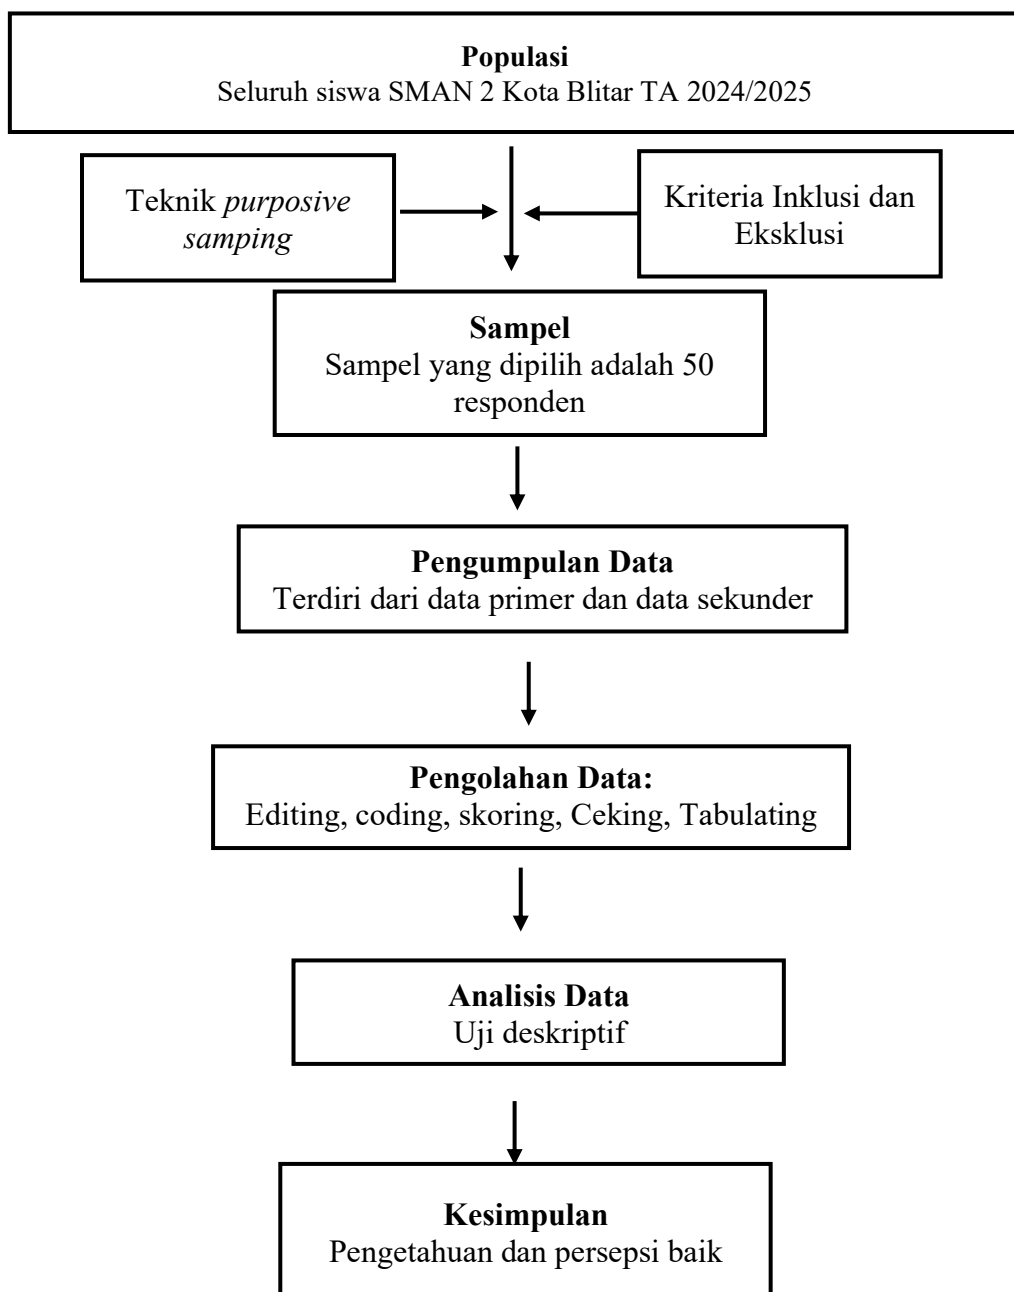 Populasi
Seluruh siswa SMAN 2 Kota Blitar TA 2024/2025
Teknik purposive
samping
Kriteria Inklusi dan
Eksklusi
Sampel
Sampel yang dipilih adalah 50
responden
Pengumpulan Data
Terdiri dari data primer dan data sekunder
Pengolahan Data:
Editing, coding, skoring, Ceking, Tabulating
Analisis Data
Uji deskriptif
Kesimpulan
Pengetahuan dan persepsi baik